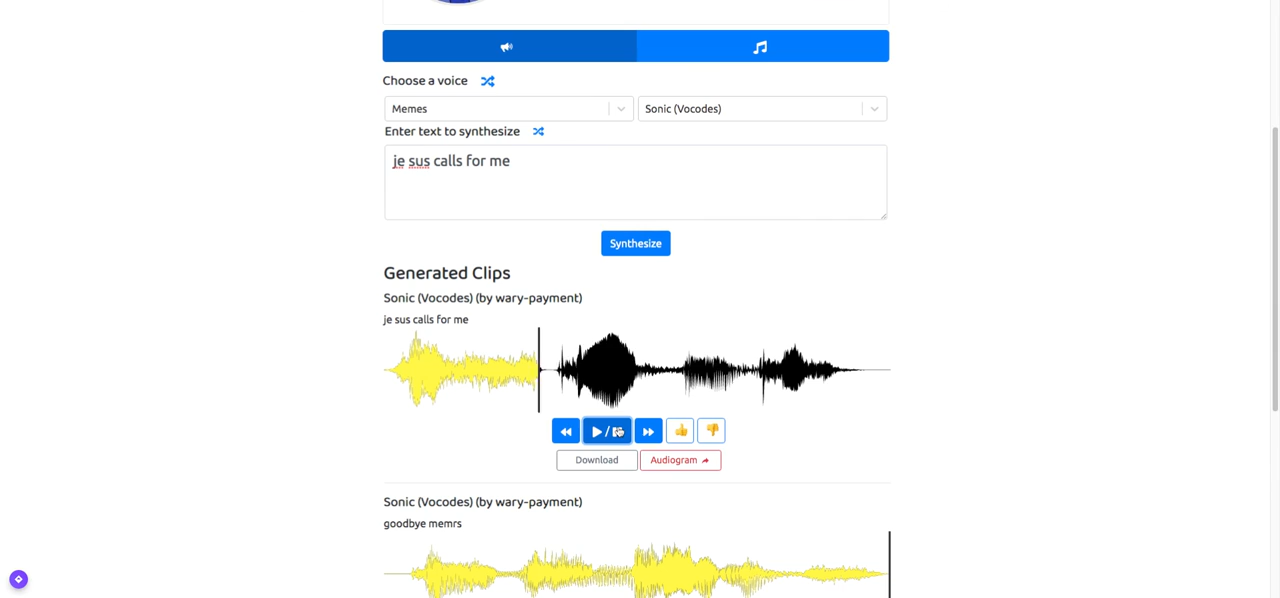 Choose a voice
Memes
Sonic (Vocodes)
Enter text to synthesize
je sus calls for me
Synthesize
Generated Clips
Sonic (Vocodes) (by wary-payment)
je sus calls for me
Download
Audiogram
Sonic (Vocodes) (by wary-payment)
goodbye memrs